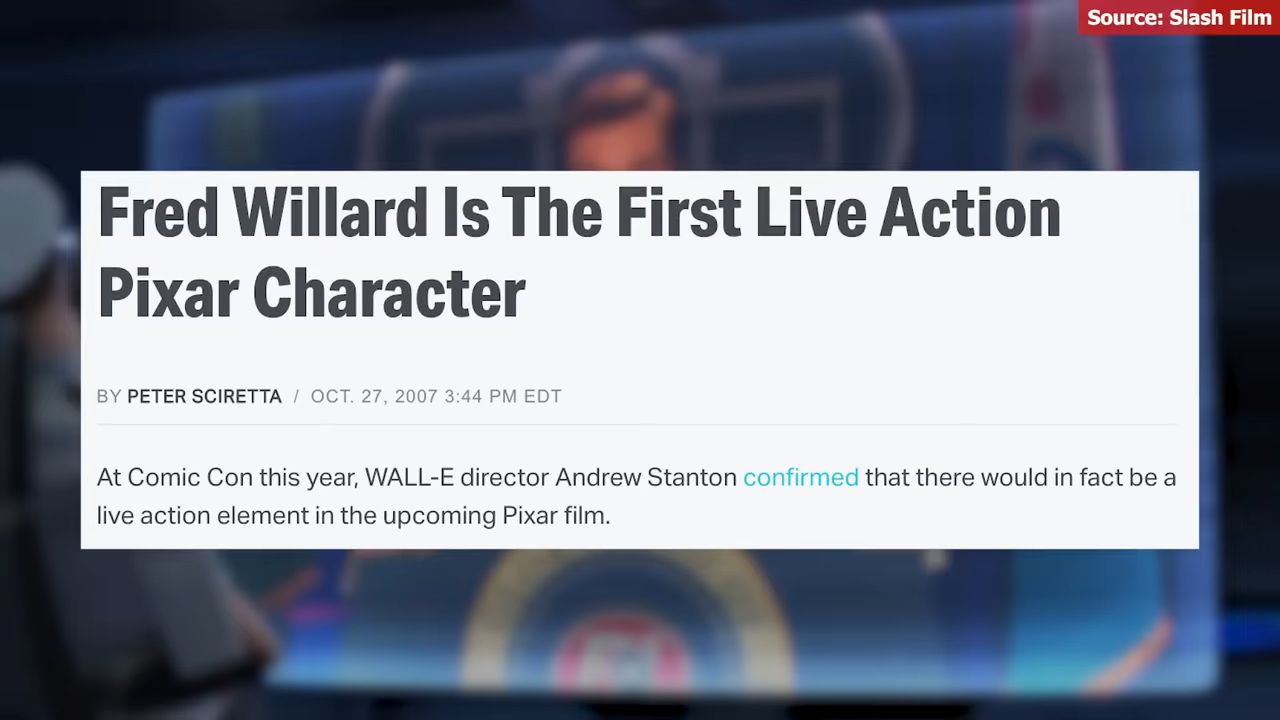 Source: Slash Film
Fred Willard Is The First Live Action
Pixar Character
BY PETER SCIRETTA / OCT. 27, 2007 3:44 PM EDT
At Comic Con this year, WALL-E director Andrew Stanton confirmed that there would in fact be a
live action element in the upcoming Pixar film.